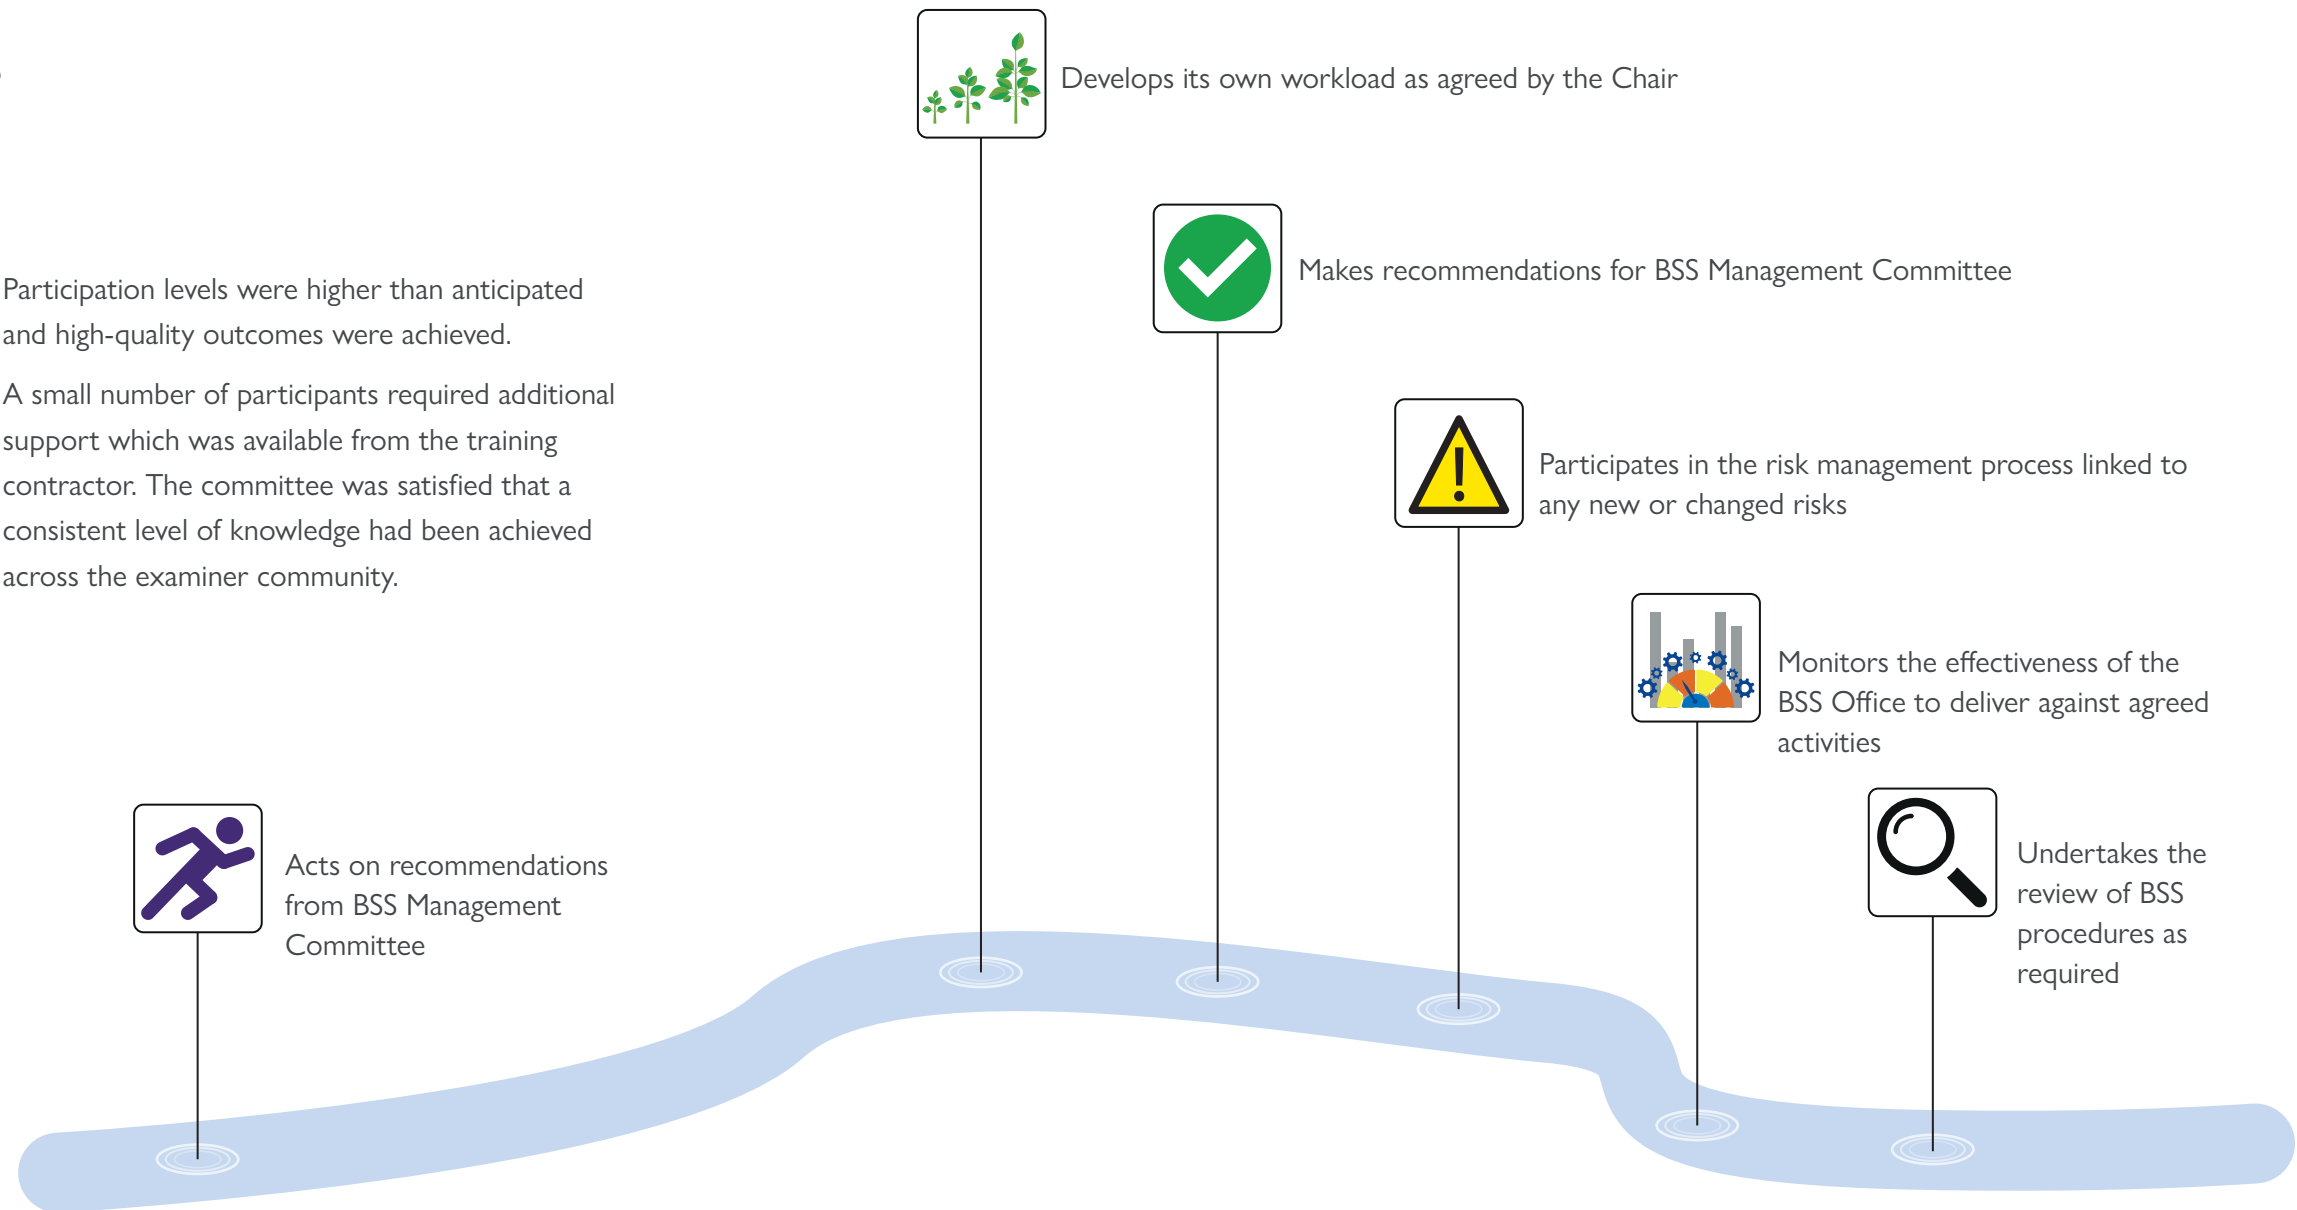 Develops its own workload as agreed by the Chair
Makes recommendations for BSS Management Committee
Participation levels were higher than anticipated
and high-quality outcomes were achieved.
A small number of participants required additional
support which was available from the training
contractor. The committee was satisfied that a
consistent level of knowledge had been achieved
across the examiner community.
Participates in the risk management process linked to
any new or changed risks
Monitors the effectiveness of the
BSS Office to deliver against agreed
activities
Acts on recommendations
from BSS Management
Committee
Undertakes the
review of BSS
procedures as
required